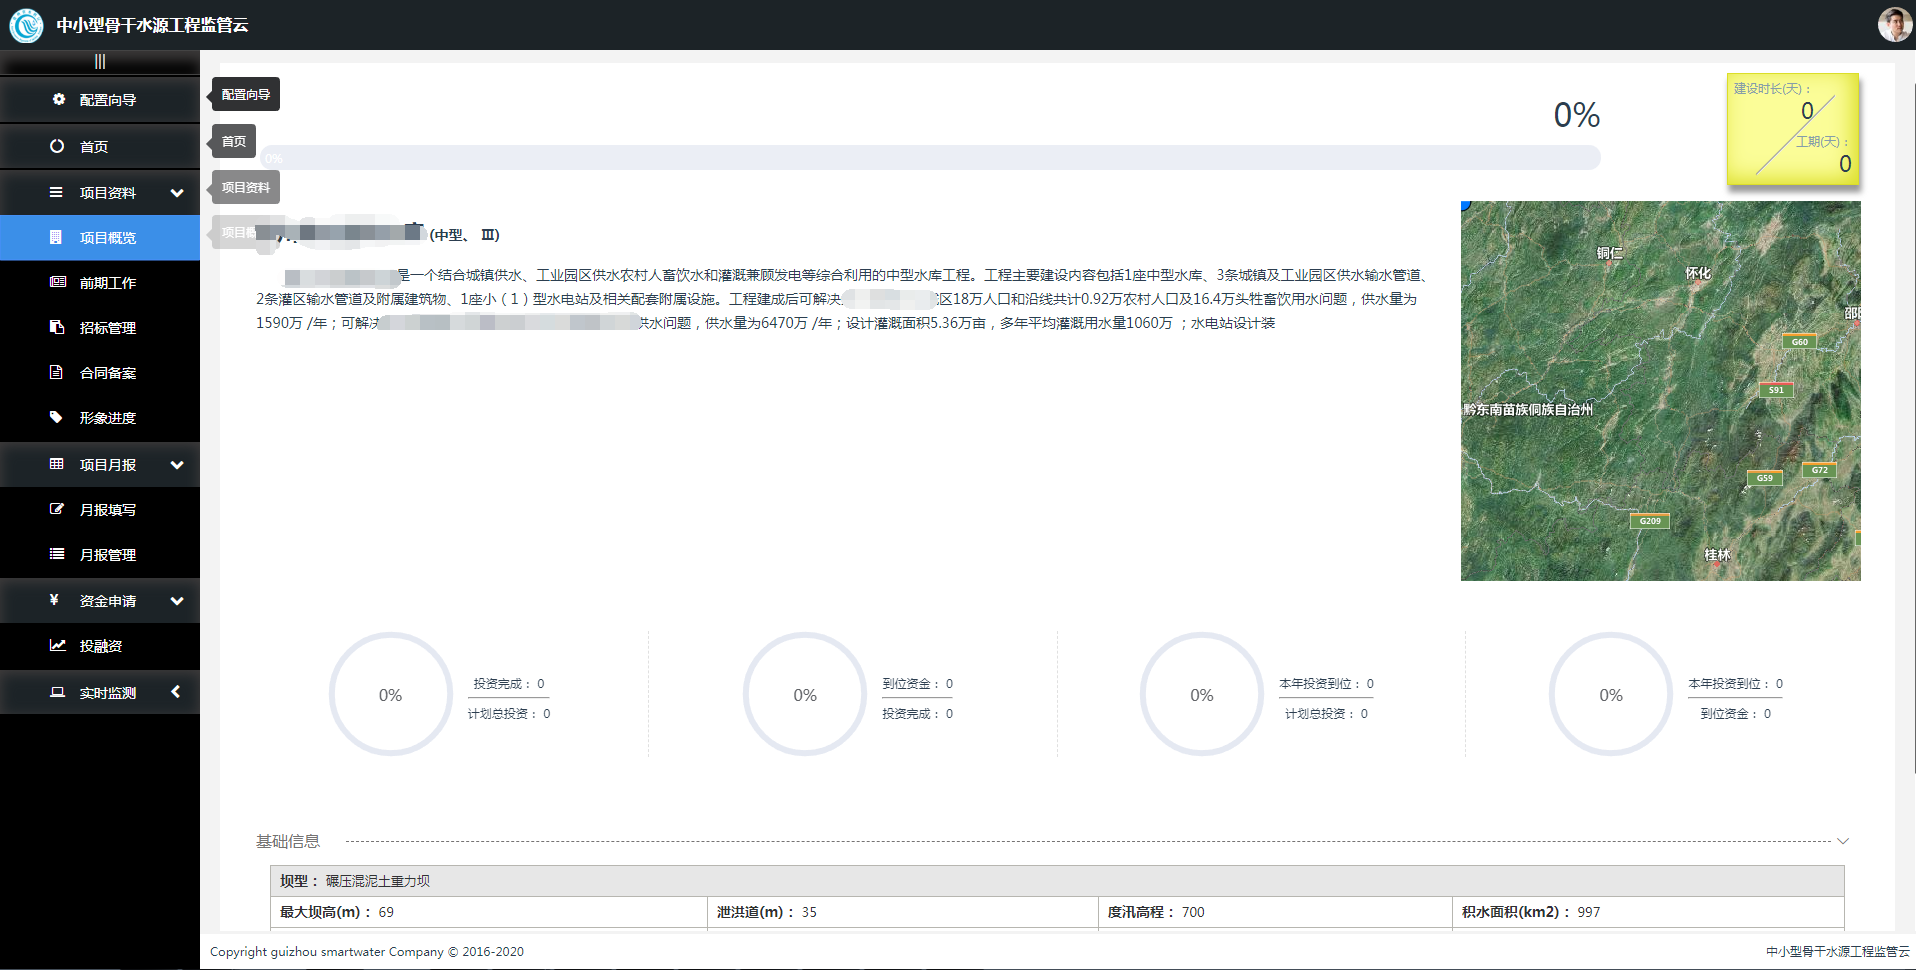 中小型骨干水源工程监管云
配置向导
首页
项目资料
项目概览
前期工作
招标管理
合同备案
形象进度
项目月报
月报填写
月报管理
资金申请
投融资
实时监测
配置向导
首页
项目资料
项目
0%
0%
建设时长(天)：
0
工期(天)：
0
(中型、 III)
是一个结合城镇供水、工业园区供水农村人畜饮水和灌溉兼顾发电等综合利用的中型水库工程。工程主要建设内容包括1座中型水库、3条城镇及工业园区供水输水管道、
2条灌区输水管道及附属建筑物、1座小（1）型水电站及相关配套附属设施。工程建成后可解决 区18万人口和沿线共计0.92万农村人口及16.4万头牲畜饮用水问题，供水量为
1590万 /年；可解决 供水问题，供水量为6470万 /年；设计灌溉面积5.36万亩，多年平均灌溉用水量1060万 ；水电站设计装
铜仁
怀化
G60
S91
黔东南苗族侗族自治州
G72
G59
G209
桂林
0%
投资完成： 0
计划总投资： 0
0%
到位资金： 0
投资完成： 0
0%
本年投资到位： 0
计划总投资： 0
0%
本年投资到位： 0
到位资金： 0
基础信息
坝型： 碾压混泥土重力坝
最大坝高(m)： 69
泄洪道(m)： 35
度汛高程： 700
积水面积(km2)： 997
Copyright guizhou smartwater Company © 2016-2020
中小型骨干水源工程监管云